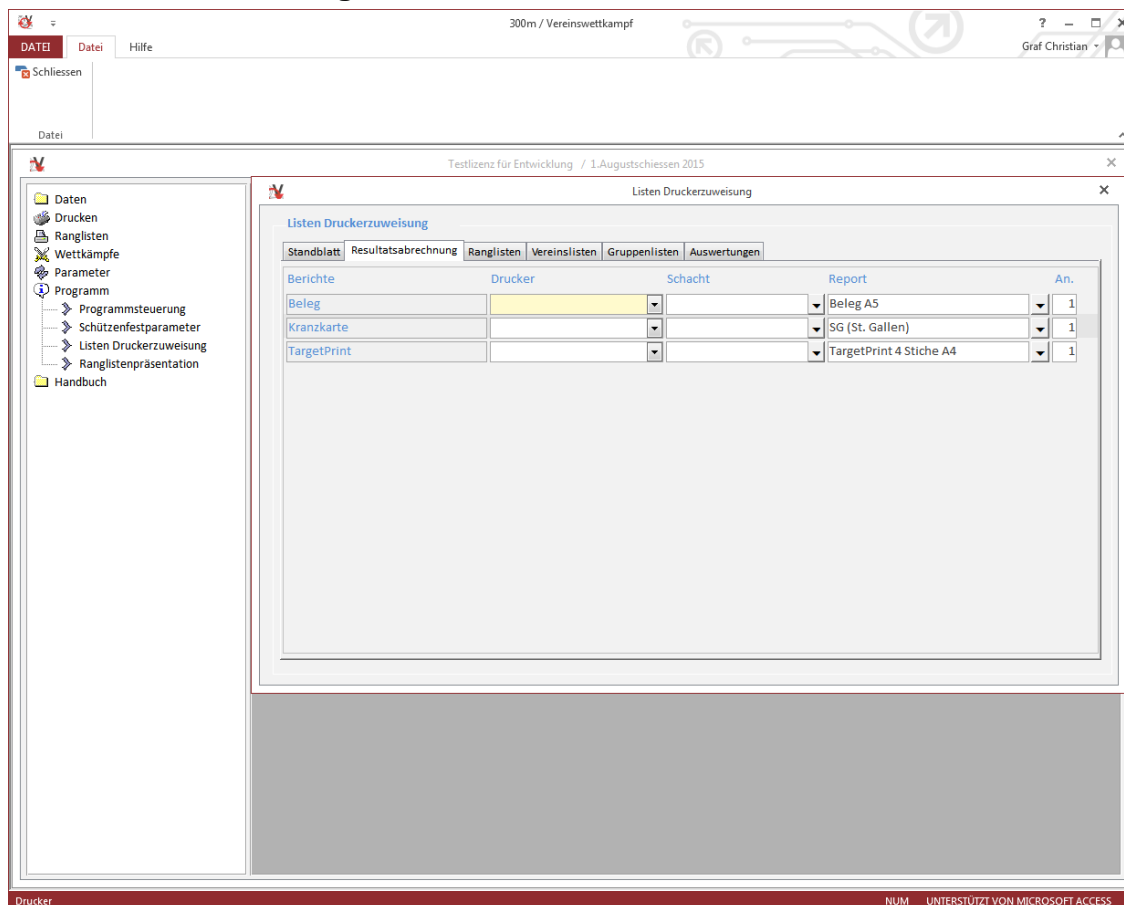 300m / Vereinswettkampf
?
DATEI Datei Hilfe
Graf Christian
Schliessen
Datei
Testlizenz für Entwicklung / 1.Augustschiessen 2015
Daten
Drucken
Ranglisten
Wettkämpfe
Parameter
Programm
Programmsteuerung
Schützenfestparameter
Listen Druckerzuweisung
Ranglistenpräsentation
Handbuch
Listen Druckerzuweisung
Listen Druckerzuweisung
Standblatt Resultatsabrechnung Ranglisten Vereinslisten Gruppenlisten Auswertungen
Berichte Drucker Schacht Report An.
Beleg Beleg A5 1
Kranzkarte SG (St. Gallen) 1
TargetPrint TargetPrint 4 Stiche A4 1
Drucker NUM UNTERSTÜTZT VON MICROSOFT ACCESS